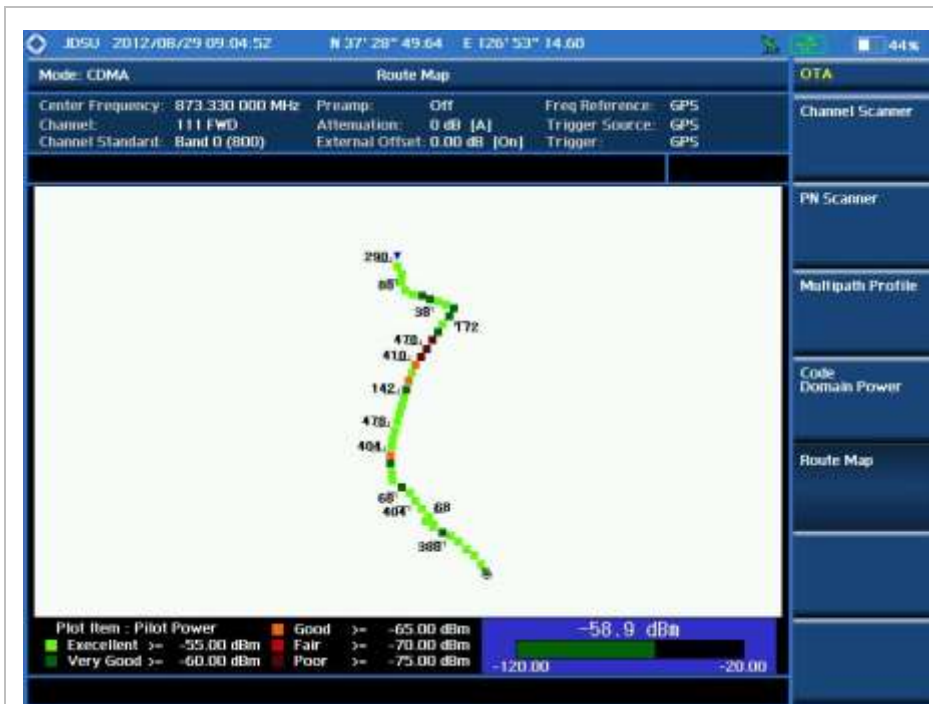 JDSU 2012/08/29 09:04:52 N 37° 28" 49.64 E 126° 53" 14.60 44%
Mode: CDMA Route Map OTA
Center Frequency: 873.330 000 MHz Preamp: Off Freq Reference: GPS
Channel: 111 FWD Attenuation: 0 dB [A] Trigger Source: GPS
Channel Standard: Band 0 (800) External Offset: 0.00 dB [On] Trigger: GPS
Channel Scanner
PN Scanner
Multipath Profile
Code
Domain Power
Route Map
290
38
172
470
410
142
404
68
404 68
388
Plot Item : Pilot Power Good >= -65.00 dBm
Execellent >= -55.00 dBm Fair >= -70.00 dBm
Very Good >= -60.00 dBm Poor >= -75.00 dBm
-58.9 dBm
-120.00 -20.00